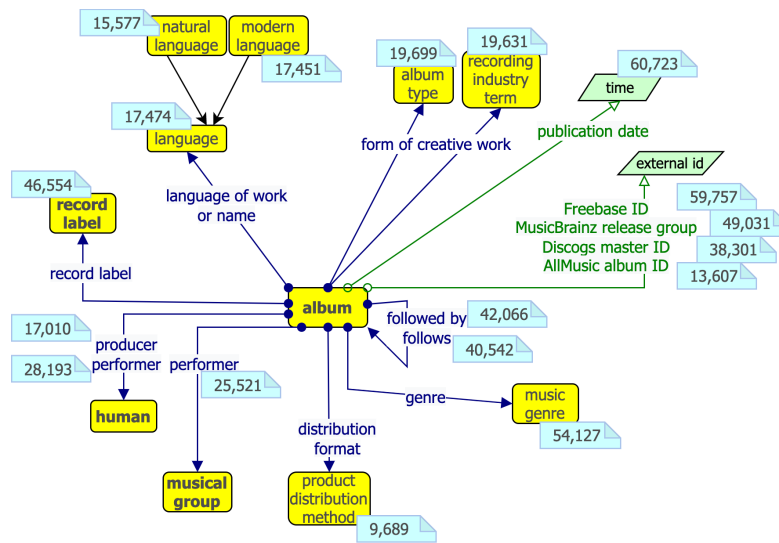 15,577
natural
language
modern
language
17,451
17,474
language
19,699
album
type
19,631
recording
industry
term
60,723
time
publication date
form of creative work
external id
46,554
record
label
language of work
or name
Freebase ID
59,757
MusicBrainz release group
49,031
Discogs master ID
38,301
AllMusic album ID
13,607
record label
album
followed by
follows
42,066
40,542
17,010
producer
performer
28,193
performer
25,521
human
genre
music
genre
54,127
distribution
format
musical
group
product
distribution
method
9,689